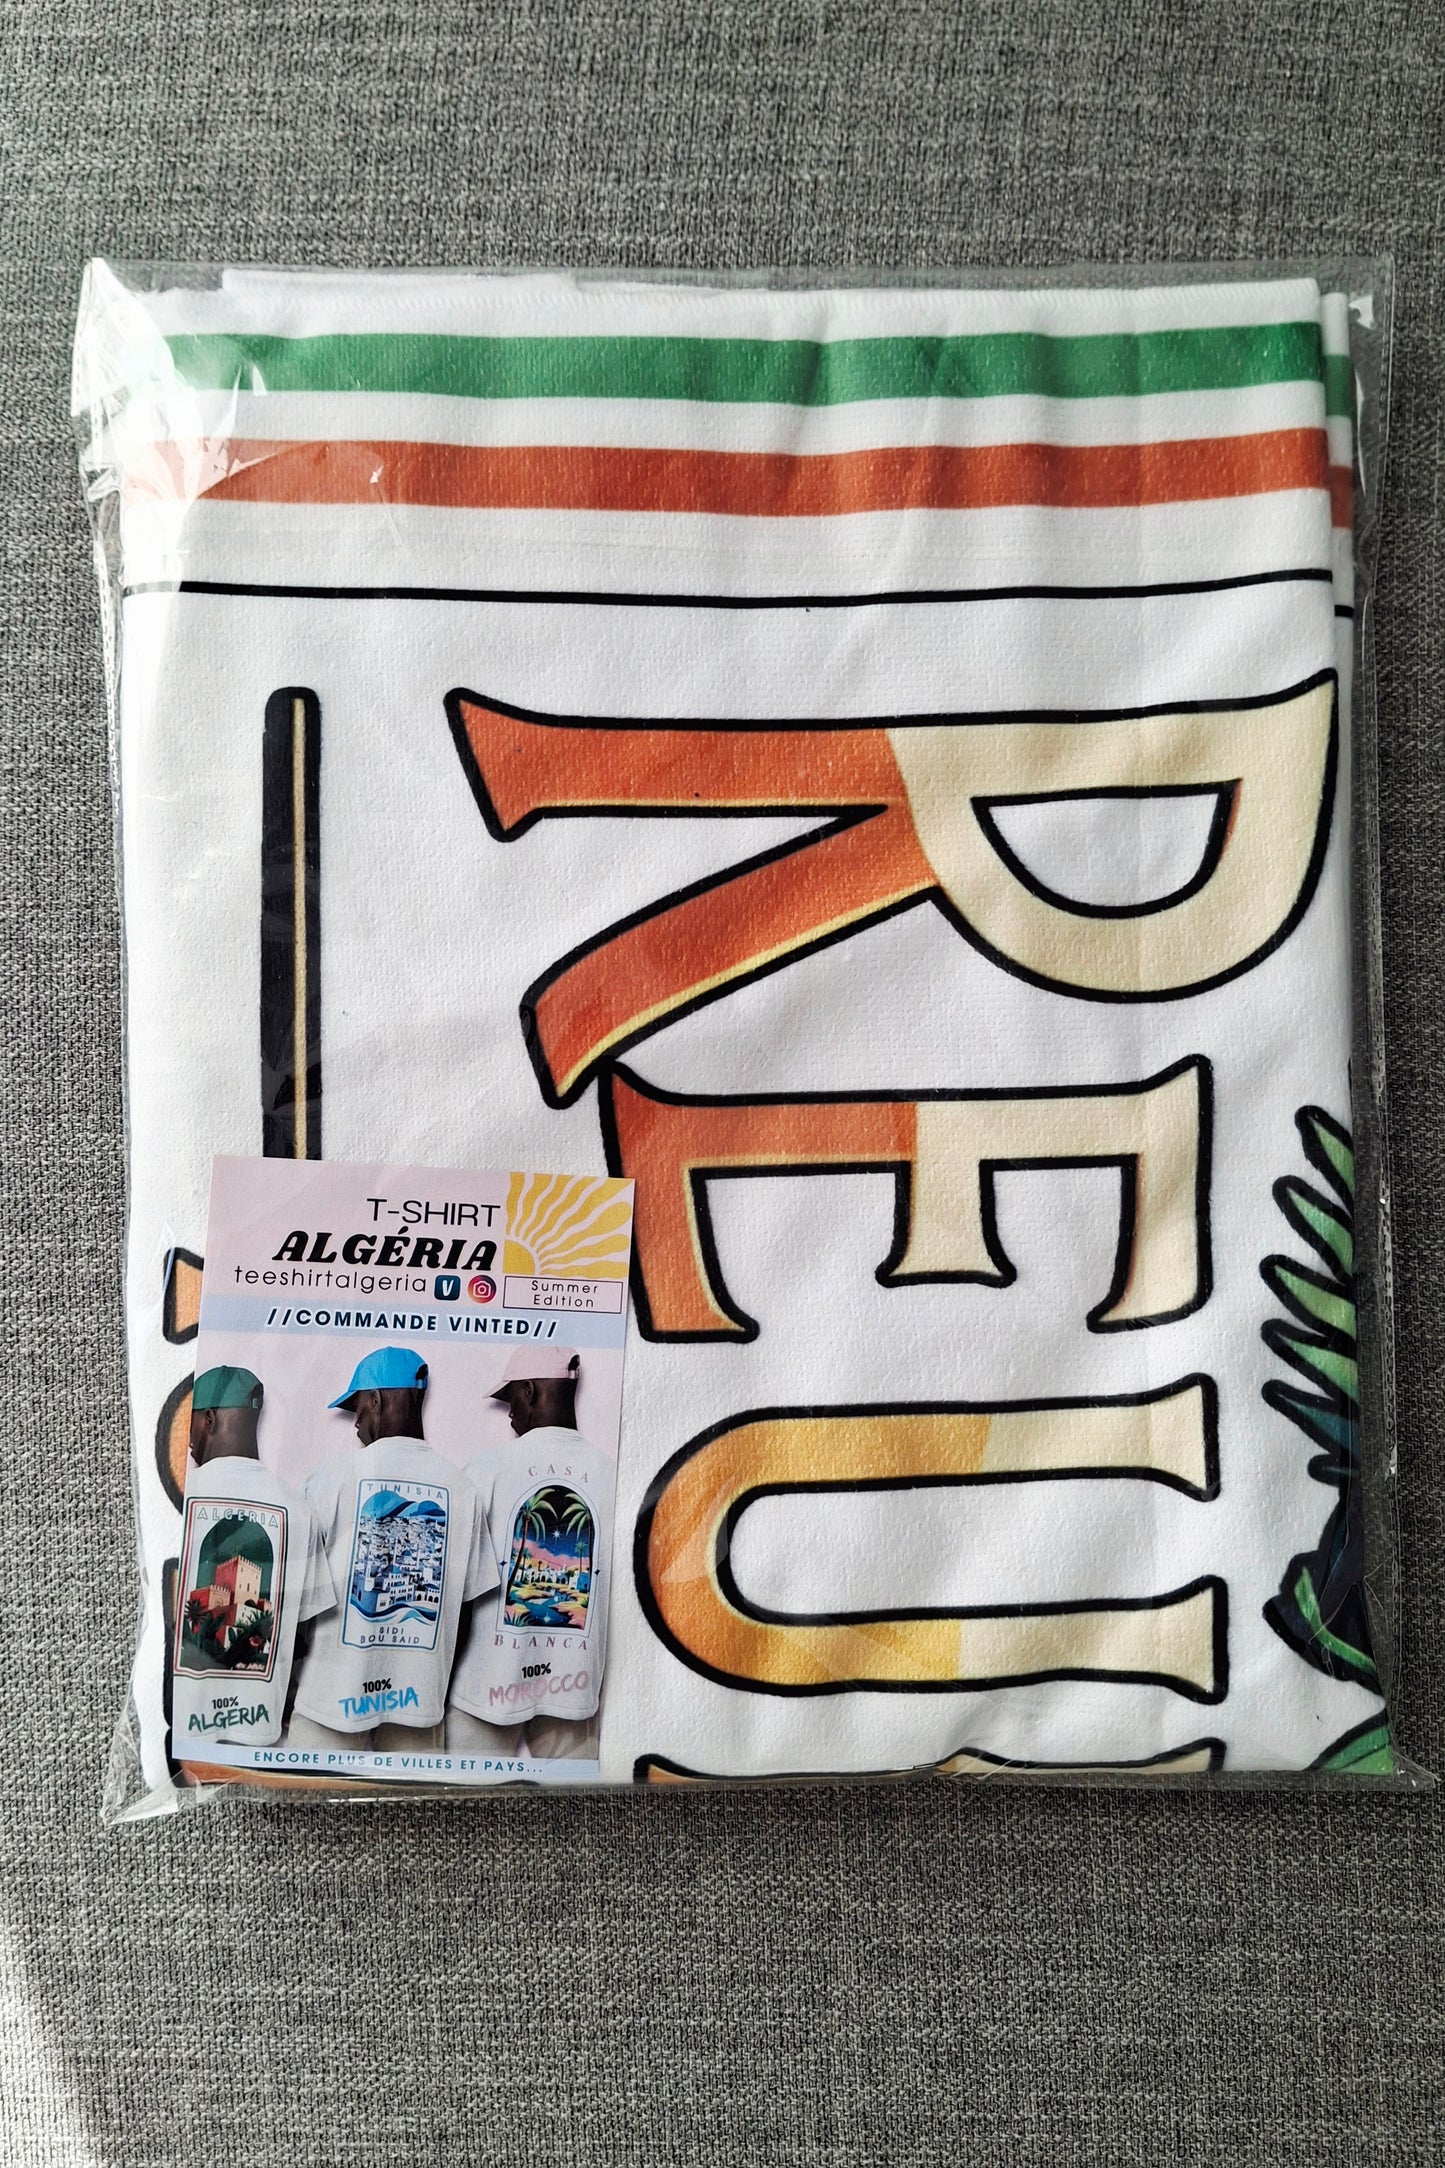 REU
T-SHIRT
ALGÉRIA
teeshirtalgeria
Summer
Edition
//COMMANDE VINTED//
ALGERIA
100%
ALGERIA
TUNISIA
SIDI
BOU SAID
100%
TUNISIA
CASA
BLANCA
100%
MOROCCO
ENCORE PLUS DE VILLES ET PAYS...